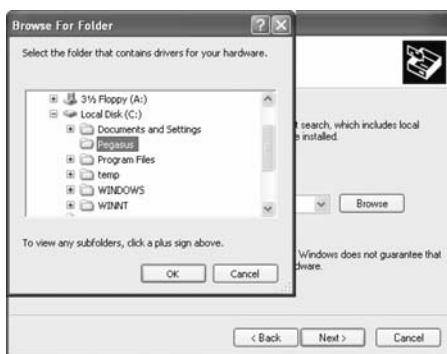 Browse For Folder
Select the folder that contains drivers for your hardware.
3½ Floppy (A:)
Local Disk (C:)
Documents and Settings
Pegasus
Program Files
temp
WINDOWS
WINNT
To view any subfolders, click a plus sign above.
OK Cancel
t search, which includes local
e installed.
Browse
Windows does not guarantee that
dware.
< Back Next > Cancel